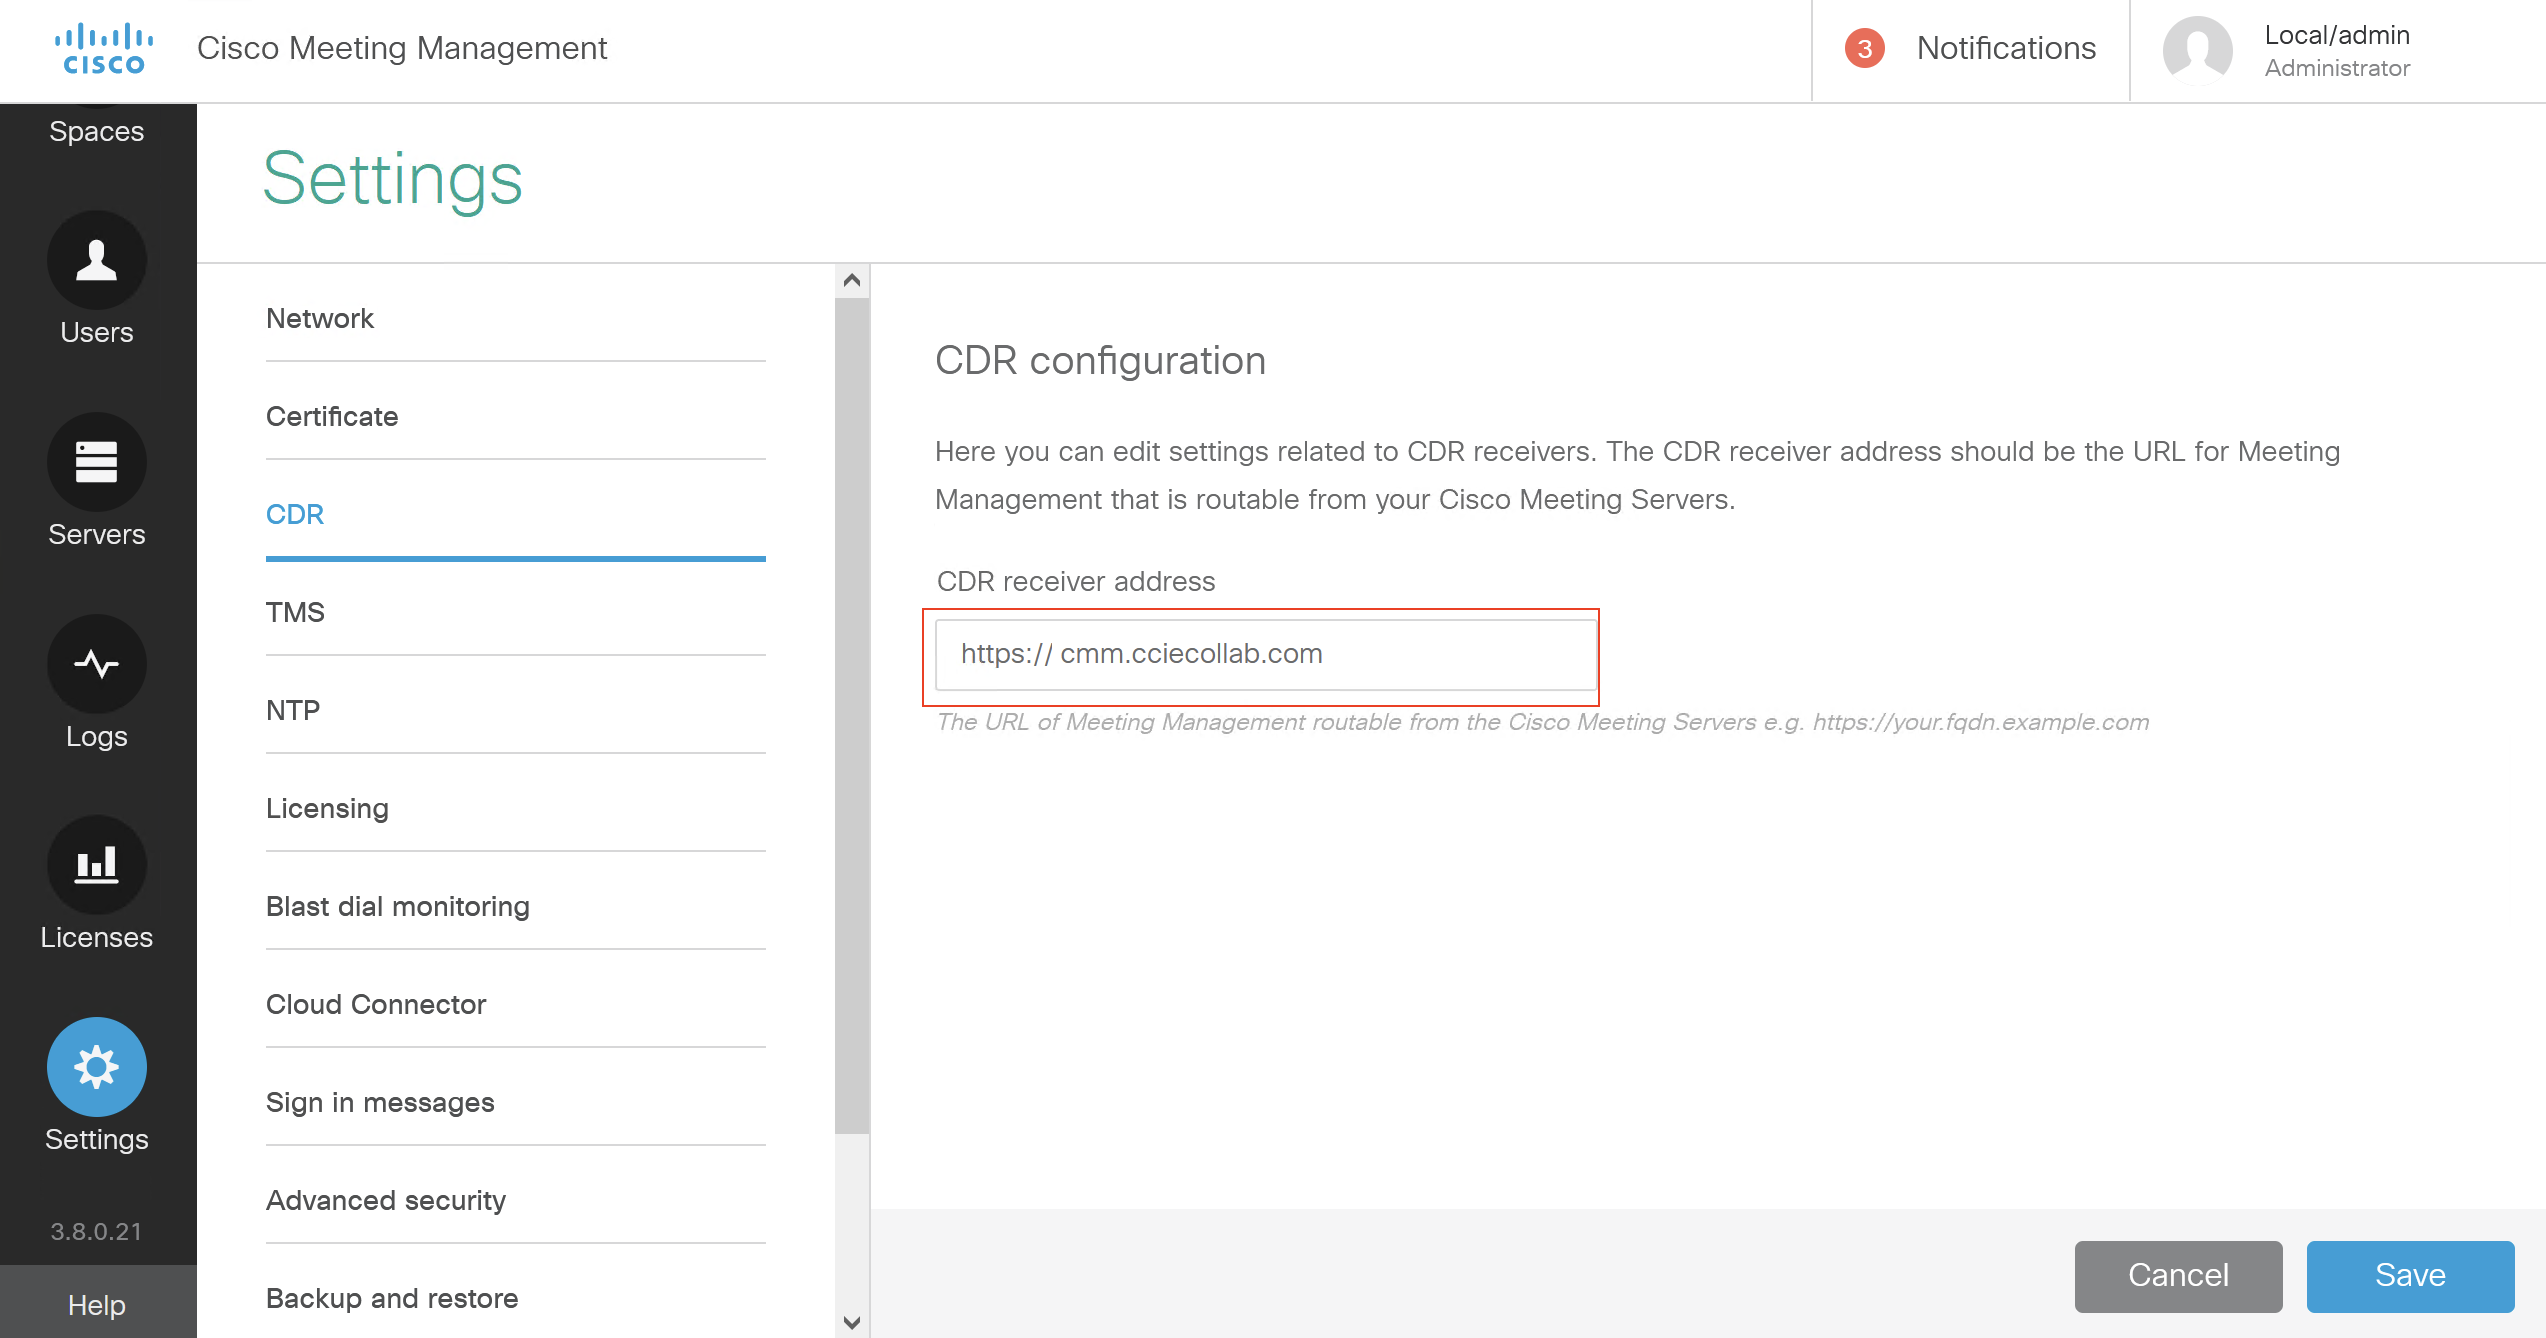 CISCO
Cisco Meeting Management
3
Notifications
Local/admin
Administrator
Spaces
Users
Servers
Logs
Licenses
Settings
3.8.0.21
Help
Settings
Network
Certificate
CDR
TMS
NTP
Licensing
Blast dial monitoring
Cloud Connector
Sign in messages
Advanced security
Backup and restore
CDR configuration
Here you can edit settings related to CDR receivers. The CDR receiver address should be the URL for Meeting
Management that is routable from your Cisco Meeting Servers.
CDR receiver address
https:// cmm.cciecollab.com
The URL of Meeting Management routable from the Cisco Meeting Servers e.g. https://your.fqdn.example.com
Cancel
Save